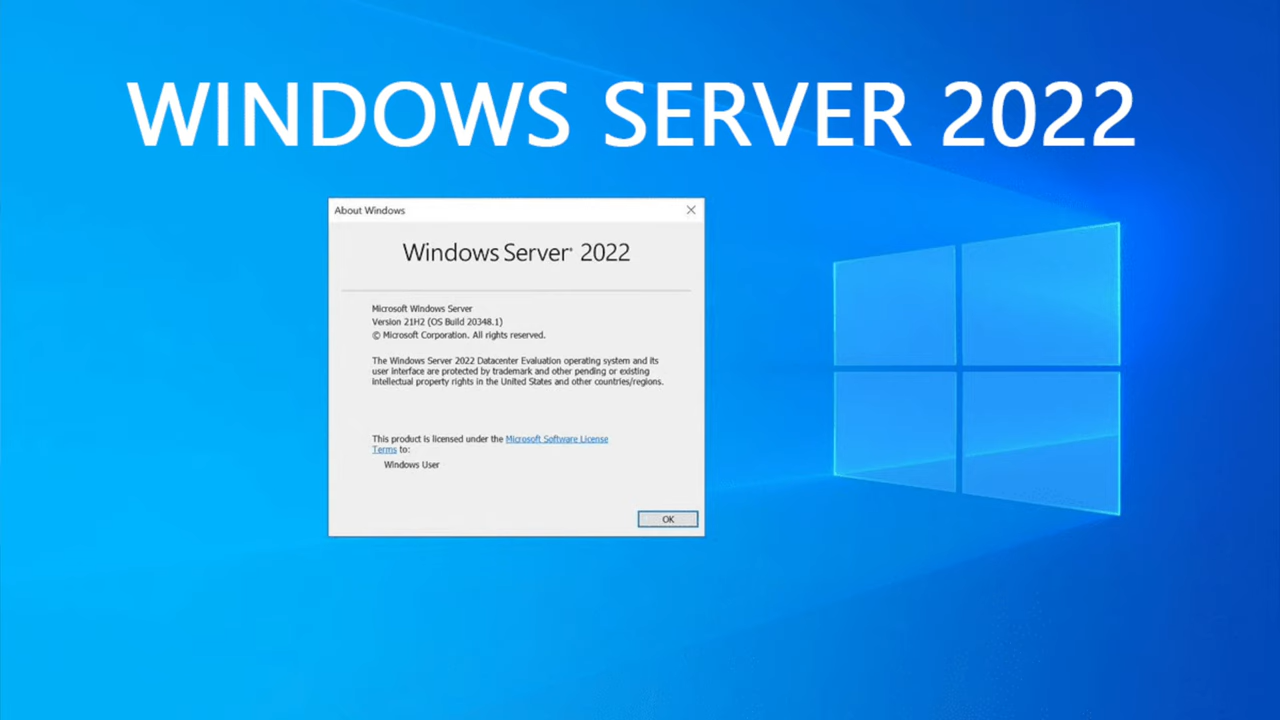 WINDOWS SERVER 2022
About Windows
Windows Server® 2022
Microsoft Windows Server
Version 21H2 (OS Build 20348.1)
© Microsoft Corporation. All rights reserved.
The Windows Server 2022 Datacenter Evaluation operating system and its
user interface are protected by trademark and other pending or existing
intellectual property rights in the United States and other countries/regions.
This product is licensed under the Microsoft Software License
Terms to:
Windows User
OK